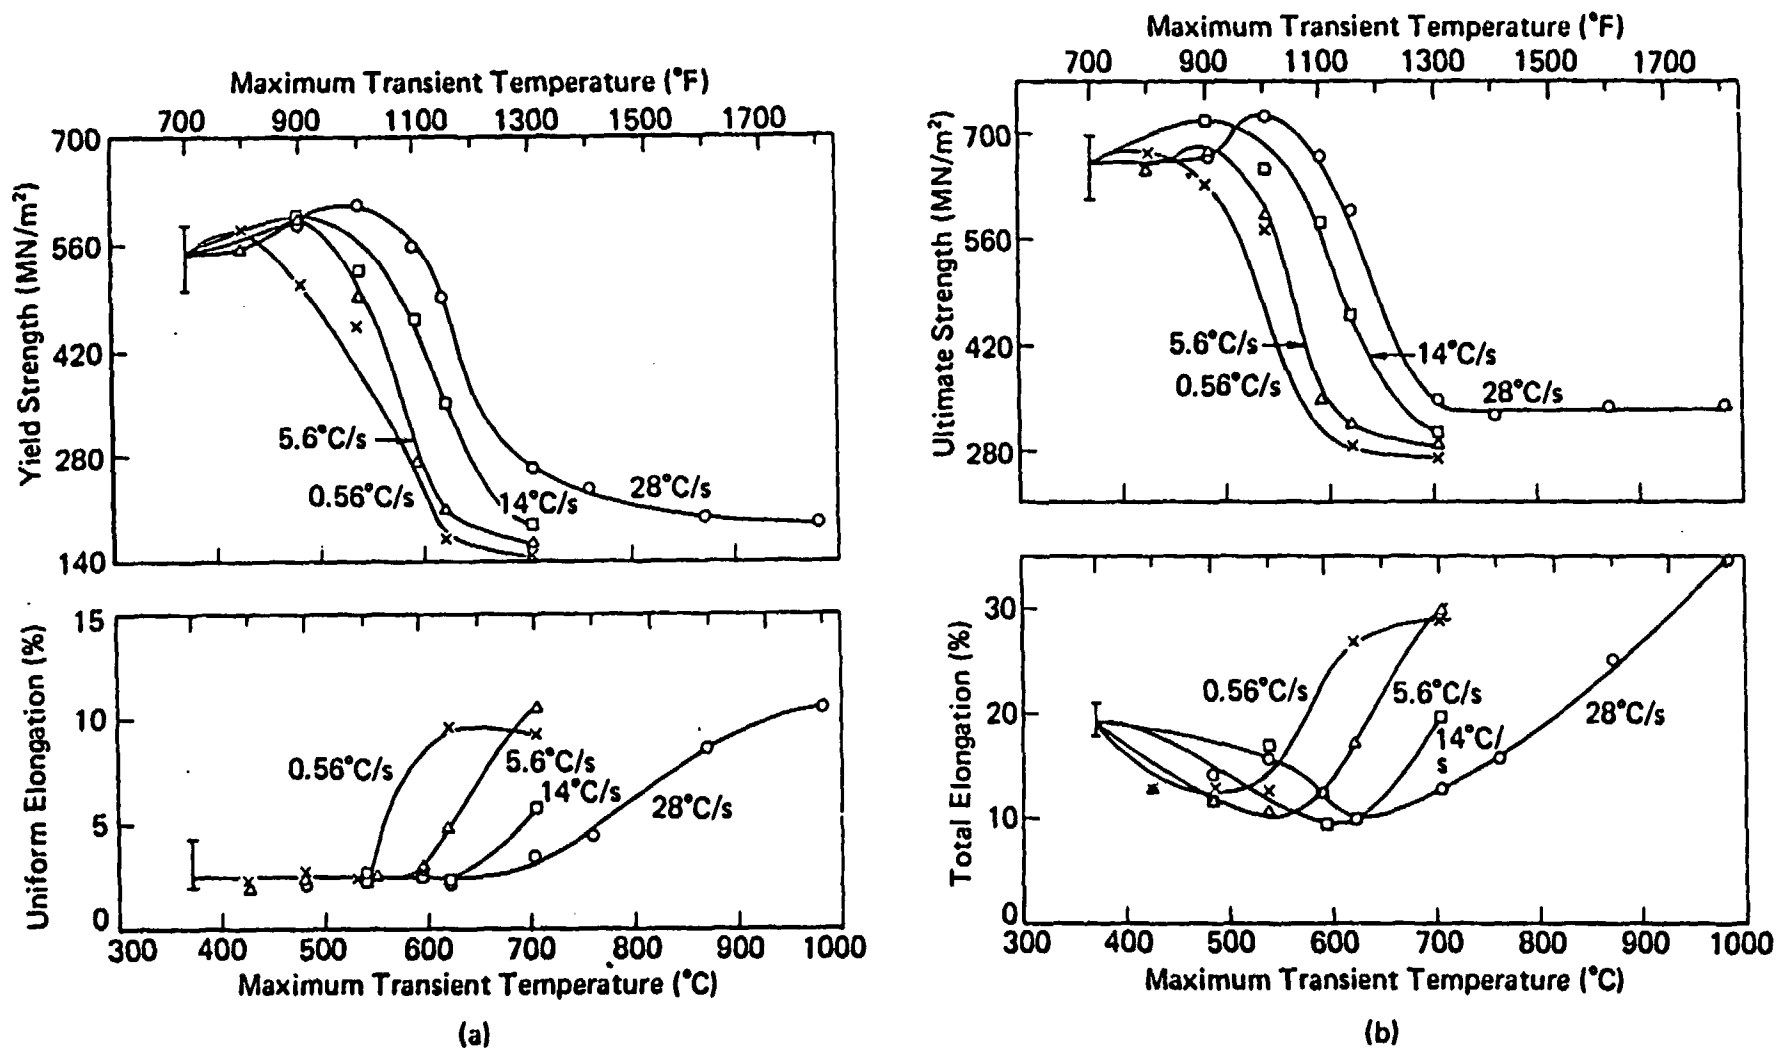 Maximum Transient Temperature (°F)
700 900 1100 1300 1500 1700
Yield Strength (MN/m²)
700
560
420
280
140
5.6°C/s
0.56°C/s
14°C/s
28°C/s
Uniform Elongation (%)
15
10
5
0
0.56°C/s
5.6°C/s
14°C/s
28°C/s
300 400 500 600 700 800 900 1000
Maximum Transient Temperature (°C)
(a)
Maximum Transient Temperature (°F)
700 900 1100 1300 1500 1700
Ultimate Strength (MN/m²)
700
560
420
280
5.6°C/s
0.56°C/s
14°C/s
28°C/s
Total Elongation (%)
30
20
10
0
0.56°C/s
5.6°C/s
14°C/
s
28°C/s
300 400 500 600 700 800 900 1000
Maximum Transient Temperature (°C)
(b)